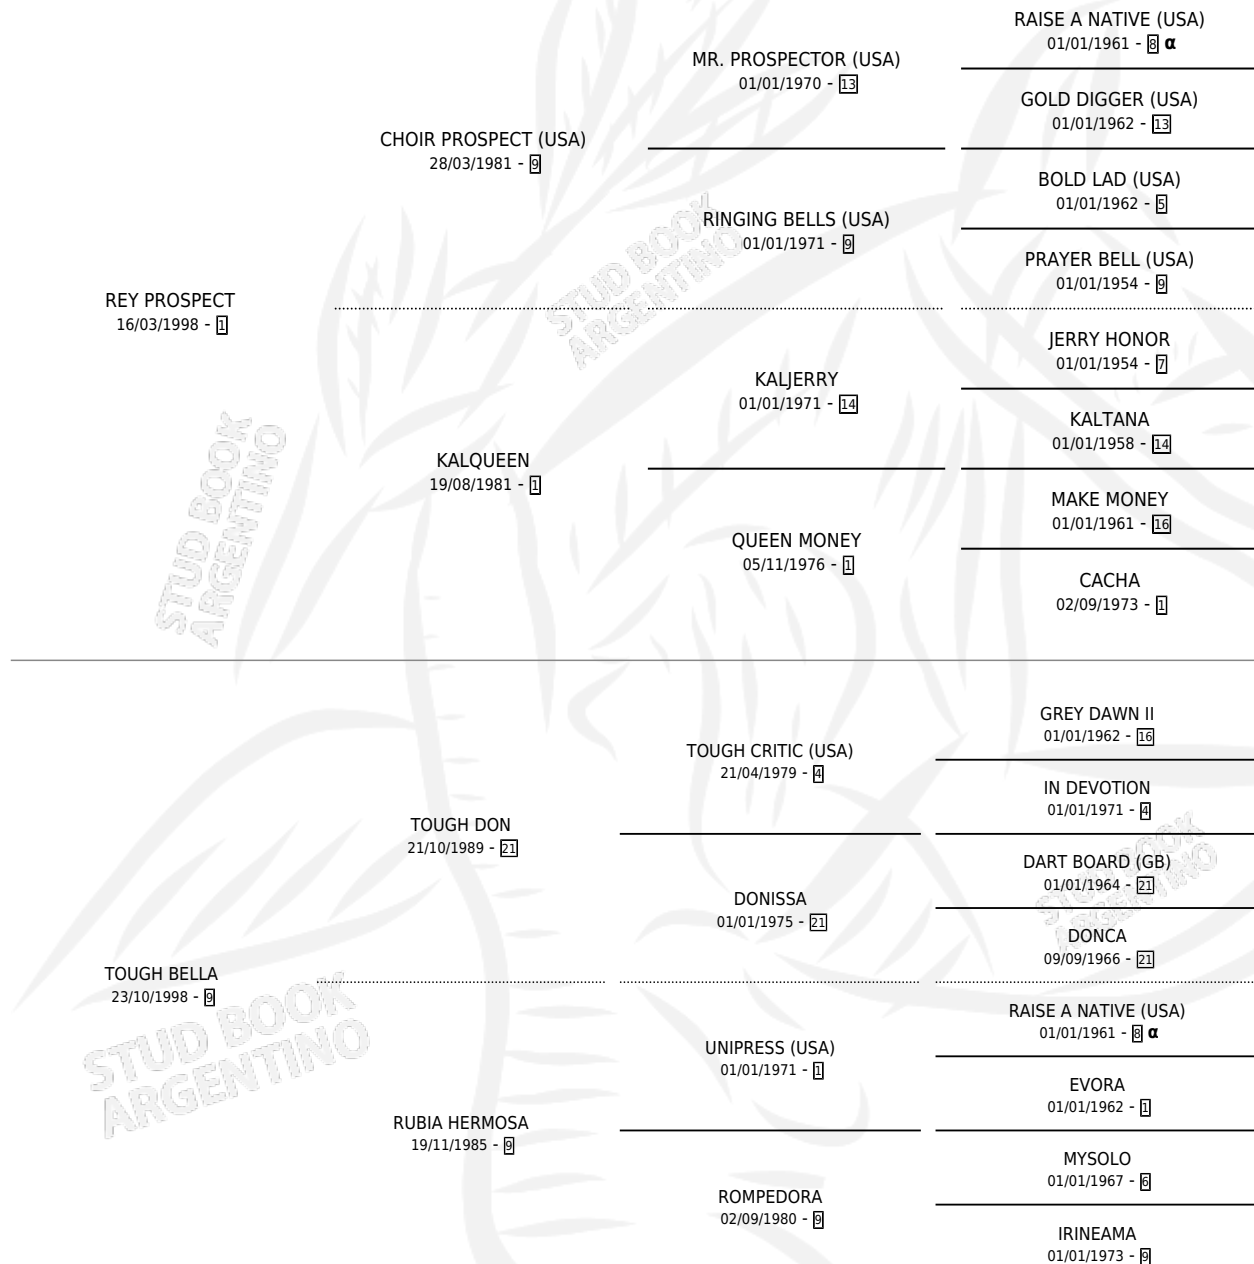 RAISE A NATIVE (USA)
01/01/1961 - 8 α
MR. PROSPECTOR (USA)
01/01/1970 - 13
GOLD DIGGER (USA)
01/01/1962 - 13
CHOIR PROSPECT (USA)
28/03/1981 - 9
BOLD LAD (USA)
01/01/1962 - 5
RINGING BELLS (USA)
01/01/1971 - 9
PRAYER BELL (USA)
01/01/1954 - 9
REY PROSPECT
16/03/1998 - 1
STUD BOOK
ARGENTINO
JERRY HONOR
01/01/1954 - 7
KALJERRY
01/01/1971 - 14
KALTANA
01/01/1958 - 14
KALQUEEN
19/08/1981 - 1
MAKE MONEY
01/01/1961 - 16
QUEEN MONEY
05/11/1976 - 1
CACHA
02/09/1973 - 1
STUD BOOK
ARGENTINO
GREY DAWN II
01/01/1962 - 16
TOUGH CRITIC (USA)
21/04/1979 - 4
IN DEVOTION
01/01/1971 - 4
TOUGH DON
21/10/1989 - 21
DART BOARD (GB)
01/01/1964 - 21
DONISSA
01/01/1975 - 21
DONCA
09/09/1966 - 21
STUD BOOK
ARGENTINO
TOUGH BELLA
23/10/1998 - 9
STUD BOOK
ARGENTINO
RAISE A NATIVE (USA)
01/01/1961 - 8 α
UNIPRESS (USA)
01/01/1971 - 1
EVORA
01/01/1962 - 1
RUBIA HERMOSA
19/11/1985 - 9
MYSOLO
01/01/1967 - 6
ROMPEDORA
02/09/1980 - 9
IRINEAMA
01/01/1973 - 9